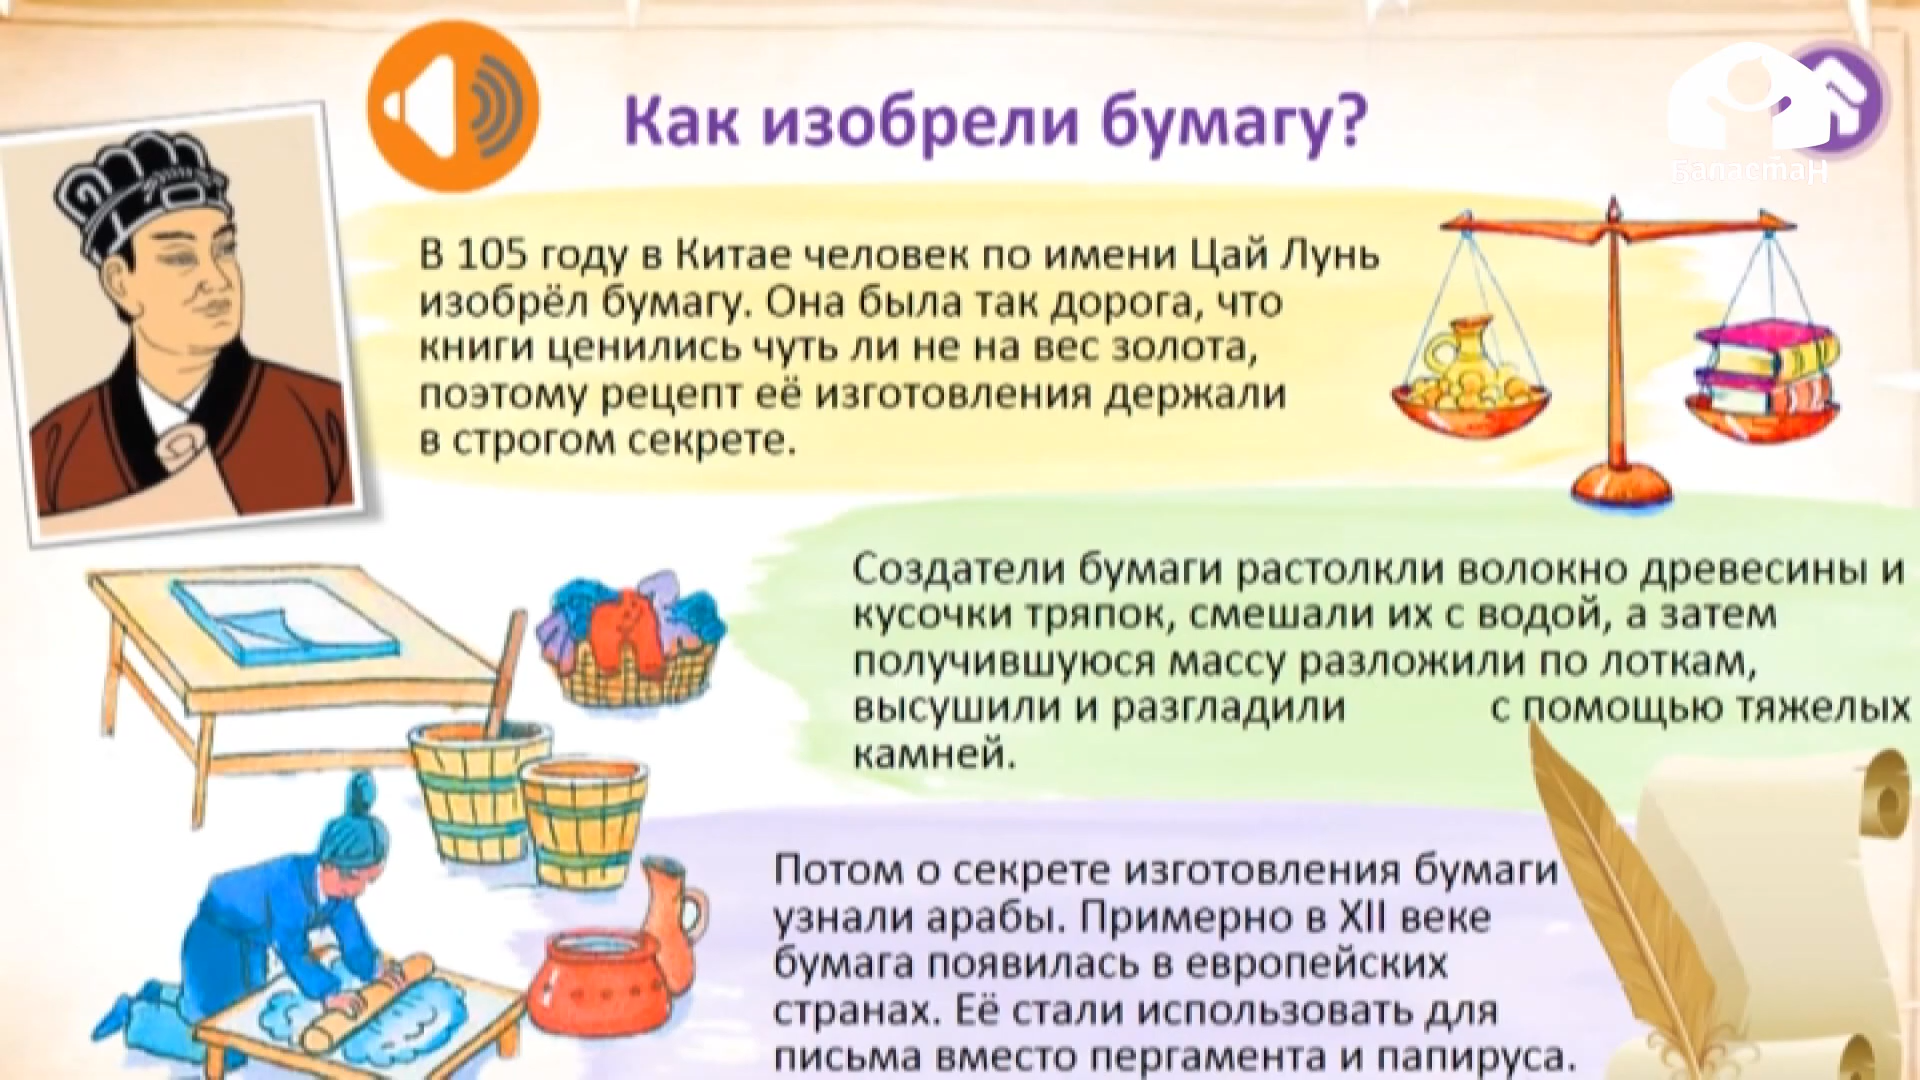 Как изобрели бумагу?
Баластан
В 105 году в Китае человек по имени Цай Лунь
изобрёл бумагу. Она была так дорога, что
книги ценились чуть ли не на вес золота,
поэтому рецепт её изготовления держали
в строгом секрете.
Создатели бумаги растолкли волокно древесины и
кусочки тряпок, смешали их с водой, а затем
получившуюся массу разложили по лоткам,
высушили и разгладили с помощью тяжелых
камней.
Потом о секрете изготовления бумаги
узнали арабы. Примерно в XII веке
бумага появилась в европейских
странах. Её стали использовать для
письма вместо пергамента и папируса.